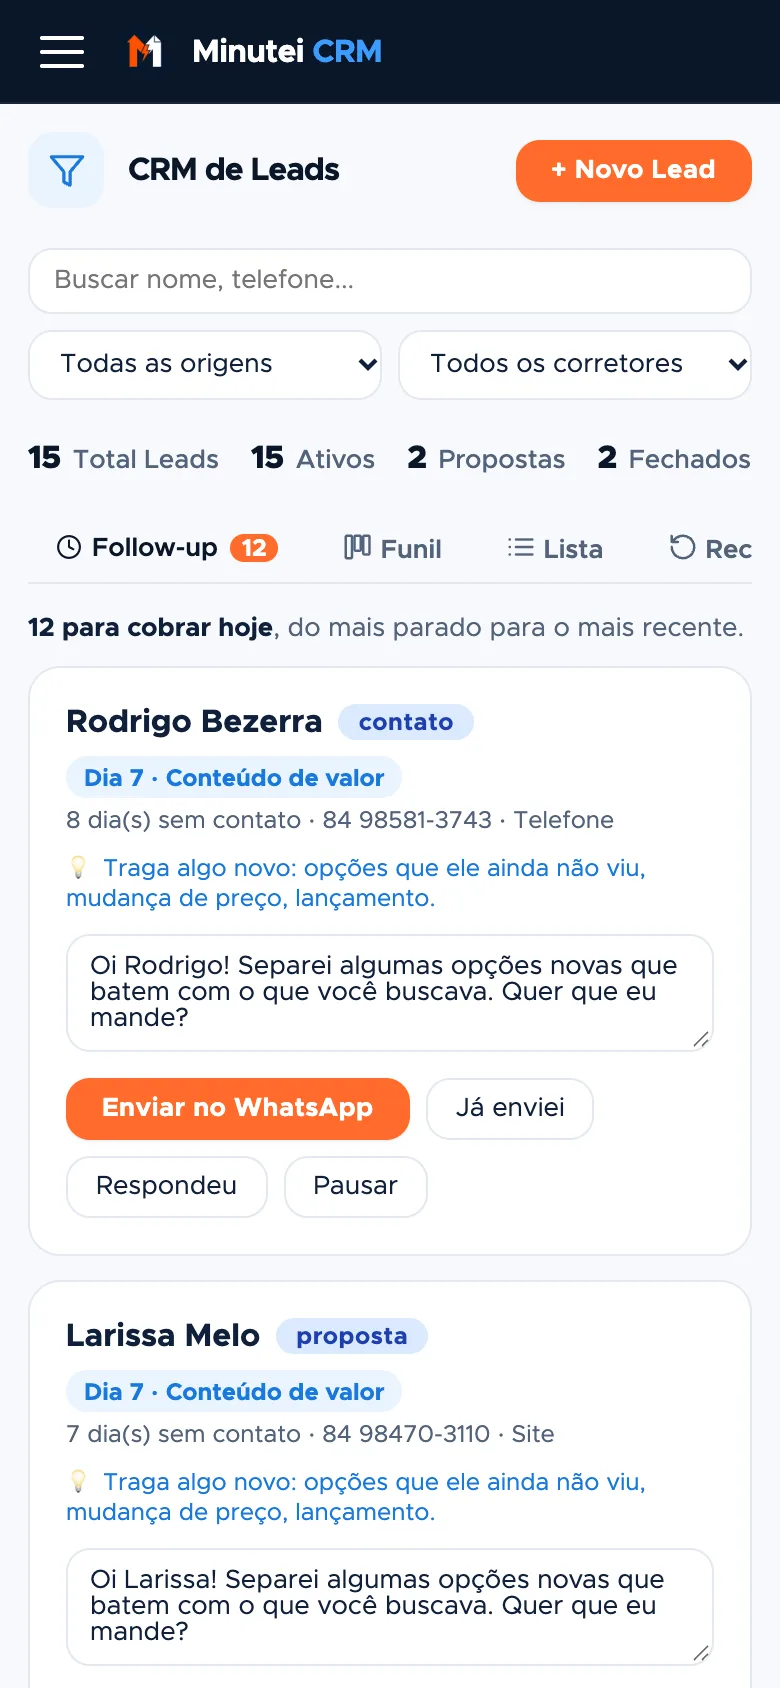 Minutei CRM
CRM de Leads
+ Novo Lead
Buscar nome, telefone...
Todas as origens
Todos os corretores
15 Total Leads 15 Ativos 2 Propostas 2 Fechados
Follow-up 12 Funil Lista Rec
12 para cobrar hoje, do mais parado para o mais recente.
Rodrigo Bezerra contato
Dia 7 · Conteúdo de valor
8 dia(s) sem contato · 84 98581-3743 · Telefone
💡 Traga algo novo: opções que ele ainda não viu,
mudança de preço, lançamento.
Oi Rodrigo! Separei algumas opções novas que
batem com o que você buscava. Quer que eu
mande?
Enviar no WhatsApp
Já enviei
Respondeu
Pausar
Larissa Melo proposta
Dia 7 · Conteúdo de valor
7 dia(s) sem contato · 84 98470-3110 · Site
💡 Traga algo novo: opções que ele ainda não viu,
mudança de preço, lançamento.
Oi Larissa! Separei algumas opções novas que
batem com o que você buscava. Quer que eu
mande?